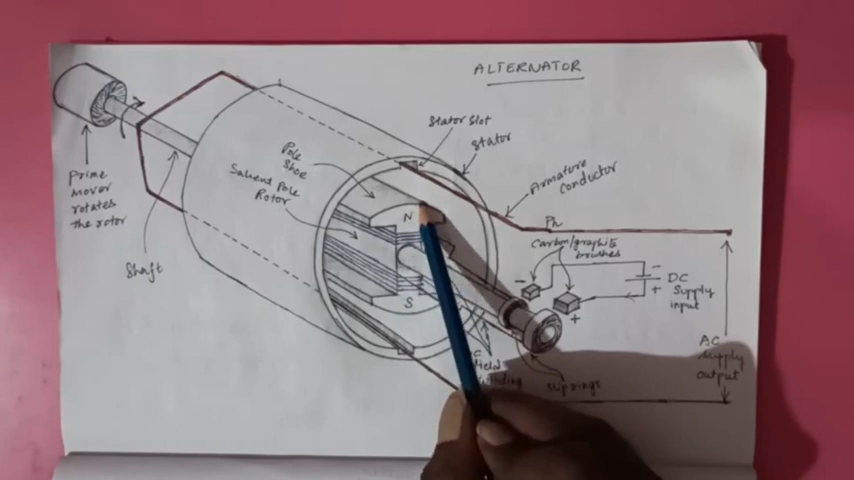 ALTERNATOR
Stator Slot
Stator
Pole
Shoe
Salient Pole
Rotor
Armature
Conductor
Prime
mover
rotates
the rotor
Shaft
N
S
Ph
Carbon/graphite
brushes
-
+
-
+
DC
Supply
input
AC
Supply
output
Slip rings